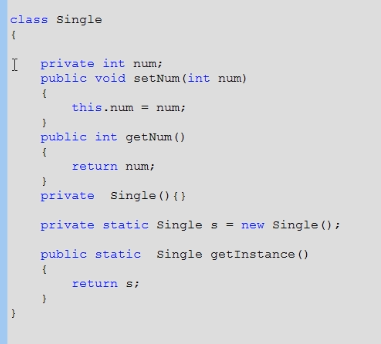 class Single
{
private int num;
public void setNum(int num)
{
this.num = num;
}
public int getNum()
{
return num;
}
private Single(){}
private static Single s = new Single();
public static Single getInstance()
{
return s;
}
}